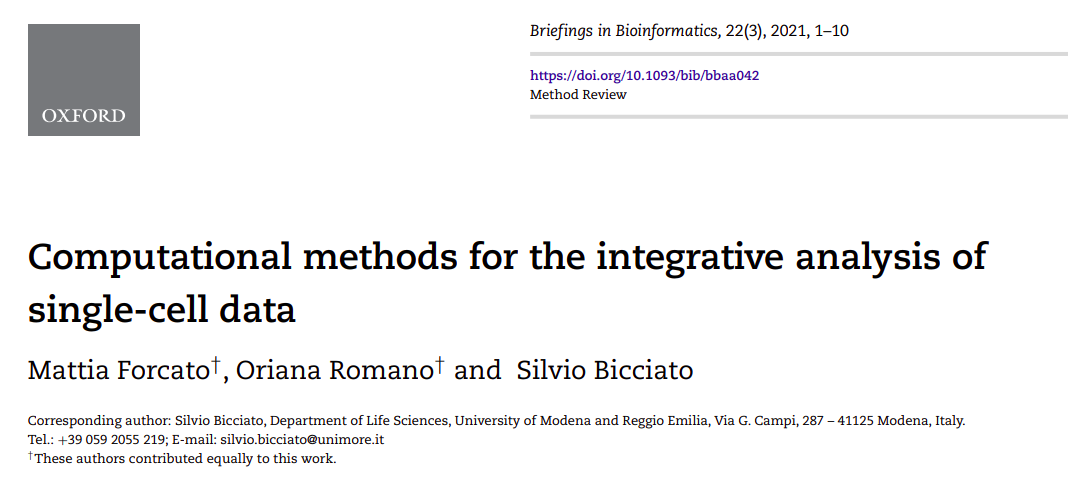 OXFORD
Briefings in Bioinformatics, 22(3), 2021, 1–10
https://doi.org/10.1093/bib/bbaa042
Method Review
Computational methods for the integrative analysis of
single-cell data
Mattia Forcato†, Oriana Romano† and Silvio Bicciato
Corresponding author: Silvio Bicciato, Department of Life Sciences, University of Modena and Reggio Emilia, Via G. Campi, 287 – 41125 Modena, Italy.
Tel.: +39 059 2055 219; E-mail: silvio.bicciato@unimore.it
†These authors contributed equally to this work.